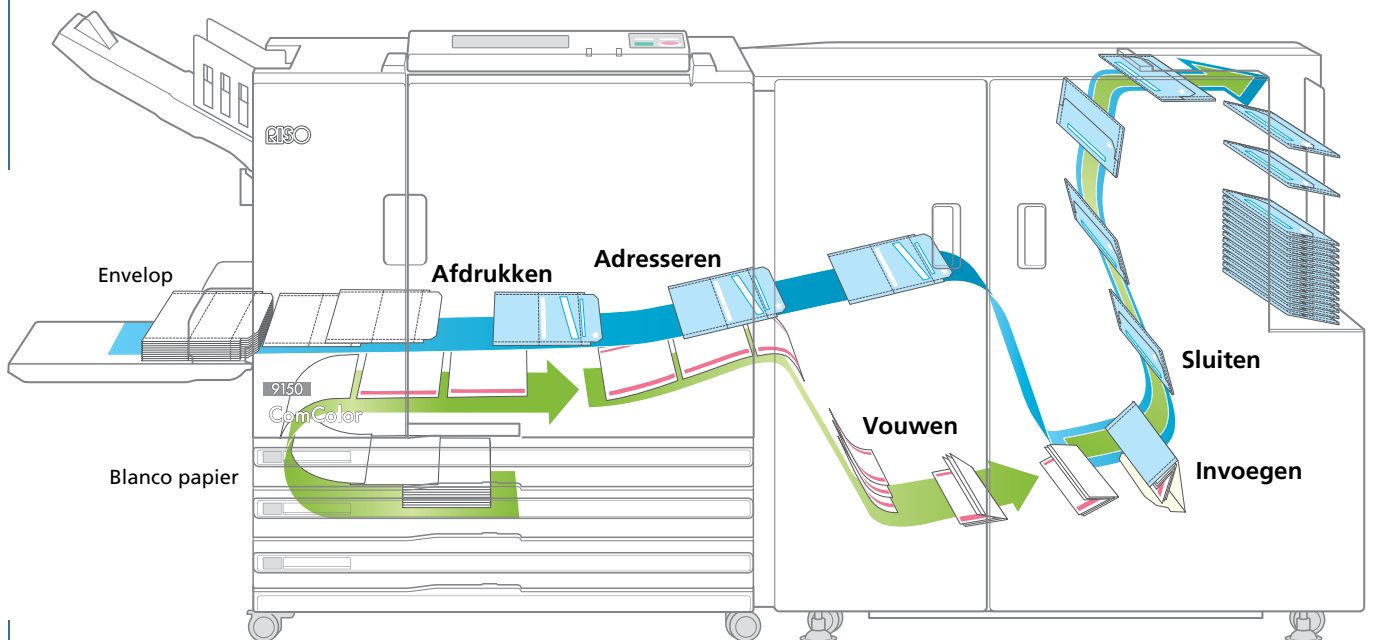 RISO
Envelop
Afdrukken
Adresseren
9150
ComColor
Blanco papier
Vouwen
Sluiten
Invoegen